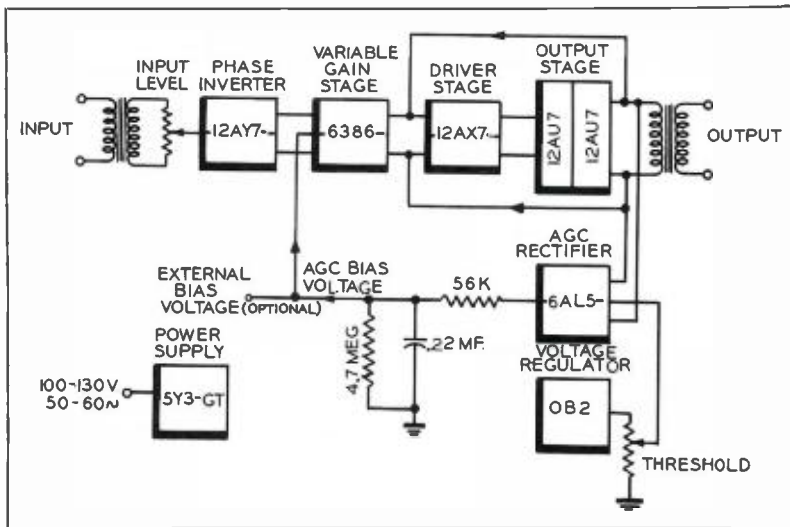 INPUT
LEVEL
PHASE
INVERTER
VARIABLE
GAIN
STAGE
DRIVER
STAGE
OUTPUT
STAGE
INPUT
12AY7
6386
12AX7
12AU7
12AU7
OUTPUT
AGC
RECTIFIER
EXTERNAL
BIAS
VOLTAGE (OPTIONAL)
AGC BIAS
VOLTAGE
56K
6AL5
4.7 MEG
.22 MF.
VOLTAGE
REGULATOR
POWER
SUPPLY
100-130V
50-60~
5Y3-GT
OB2
THRESHOLD